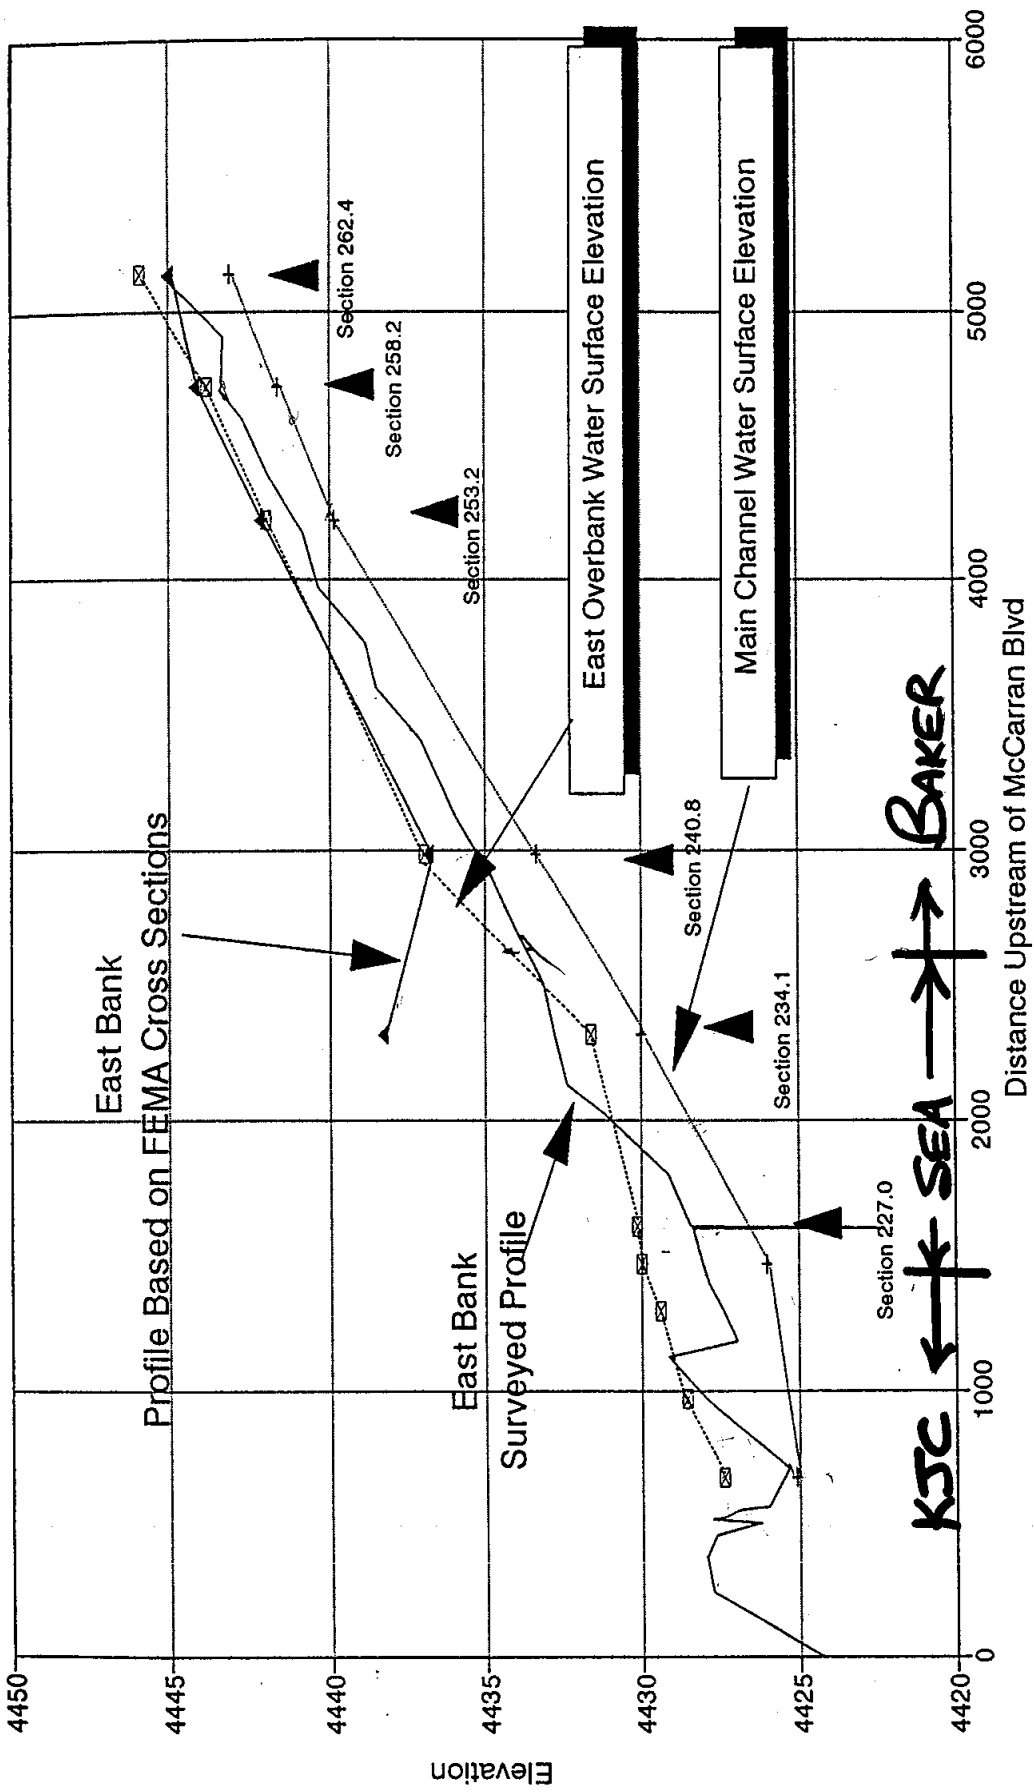 4450
4445
4440
4435
4430
4425
4420
Elevation
East Bank
Profile Based on FEMA Cross Sections
East Bank
Surveyed Profile
East Overbank Water Surface Elevation
Main Channel Water Surface Elevation
Section 227.0
Section 234.1
Section 240.8
Section 253.2
Section 258.2
Section 262.4
KJC
SEA
BAKER
0
1000
2000
3000
4000
5000
6000
Distance Upstream of McCarran Blvd